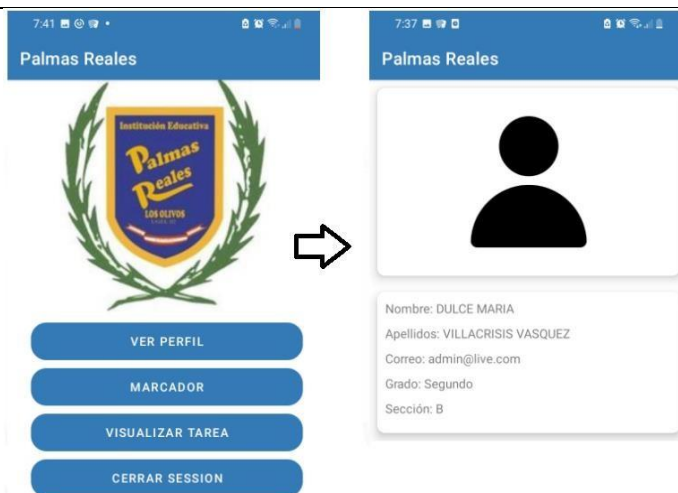 7:41
Palmas Reales
Institución Educativa
Palmas
Reales
LOS OLIVOS
VER PERFIL
MARCADOR
VISUALIZAR TAREA
CERRAR SESSION
7:37
Palmas Reales
Nombre: DULCE MARIA
Apellidos: VILLACRISIS VASQUEZ
Correo: admin@live.com
Grado: Segundo
Sección: B